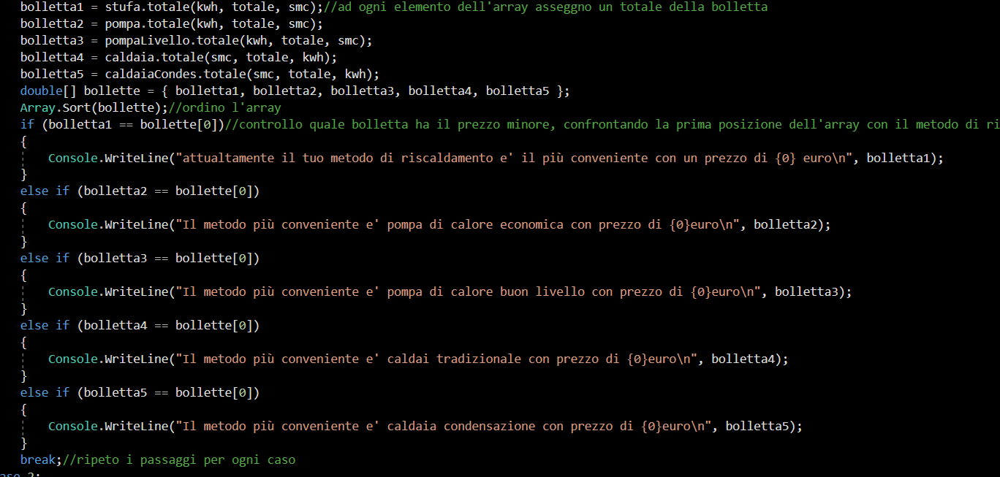 bolletta1 = stufa.totale(kwh, totale, smc);//ad ogni elemento dell'array asseggno un totale della bolletta
bolletta2 = pompa.totale(kwh, totale, smc);
bolletta3 = pompaLivello.totale(kwh, totale, smc);
bolletta4 = caldaia.totale(smc, totale, kwh);
bolletta5 = caldaiaCondes.totale(smc, totale, kwh);
double[] bollette = { bolletta1, bolletta2, bolletta3, bolletta4, bolletta5 };
Array.Sort(bollette);//ordino l'array
if (bolletta1 == bollette[0])//controllo quale bolletta ha il prezzo minore, confrontando la prima posizione dell'array con il metodo di ri
{
Console.WriteLine("attualtamente il tuo metodo di riscaldamento e' il più conveniente con un prezzo di {0} euro\n", bolletta1);
}
else if (bolletta2 == bollette[0])
{
Console.WriteLine("Il metodo più conveniente e' pompa di calore economica con prezzo di {0}euro\n", bolletta2);
}
else if (bolletta3 == bollette[0])
{
Console.WriteLine("Il metodo più conveniente e' pompa di calore buon livello con prezzo di {0}euro\n", bolletta3);
}
else if (bolletta4 == bollette[0])
{
Console.WriteLine("Il metodo più conveniente e' caldai tradizionale con prezzo di {0}euro\n", bolletta4);
}
else if (bolletta5 == bollette[0])
{
Console.WriteLine("Il metodo più conveniente e' caldaia condensazione con prezzo di {0}euro\n", bolletta5);
}
break;//ripeto i passaggi per ogni caso
ase 2: